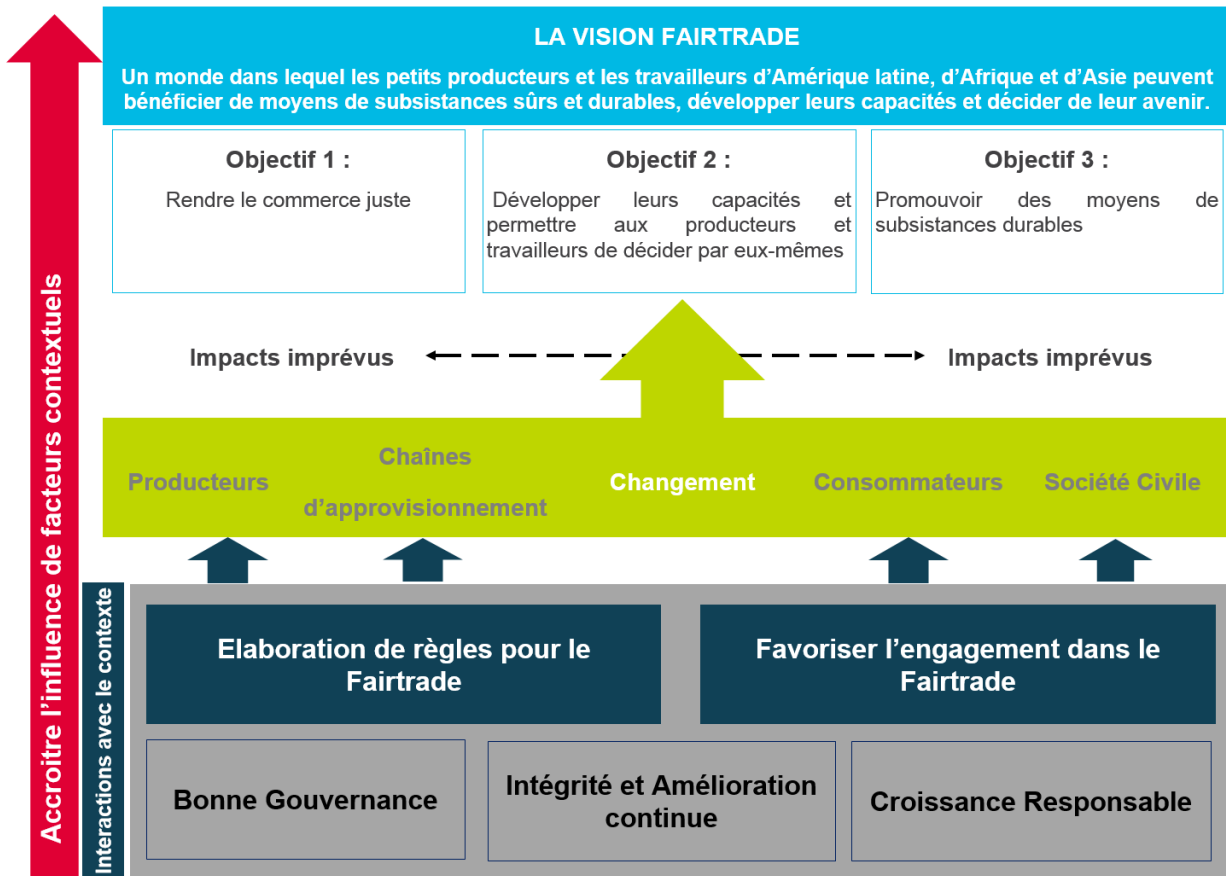 LA VISION FAIRTRADE
Un monde dans lequel les petits producteurs et les travailleurs d'Amérique latine, d'Afrique et d'Asie peuvent
bénéficier de moyens de subsistances sûrs et durables, développer leurs capacités et décider de leur avenir.
Objectif 1 :
Rendre le commerce juste
Objectif 2 :
Développer leurs capacités et
permettre aux producteurs et
travailleurs de décider par eux-mêmes
Objectif 3 :
Promouvoir des moyens de
subsistances durables
Impacts imprévus
Impacts imprévus
Producteurs
Chaînes
d'approvisionnement
Changement
Consommateurs
Société Civile
Elaboration de règles pour le
Fairtrade
Favoriser l'engagement dans le
Fairtrade
Bonne Gouvernance
Intégrité et Amélioration
continue
Croissance Responsable
Accroitre l'influence de facteurs contextuels
Interactions avec le contexte